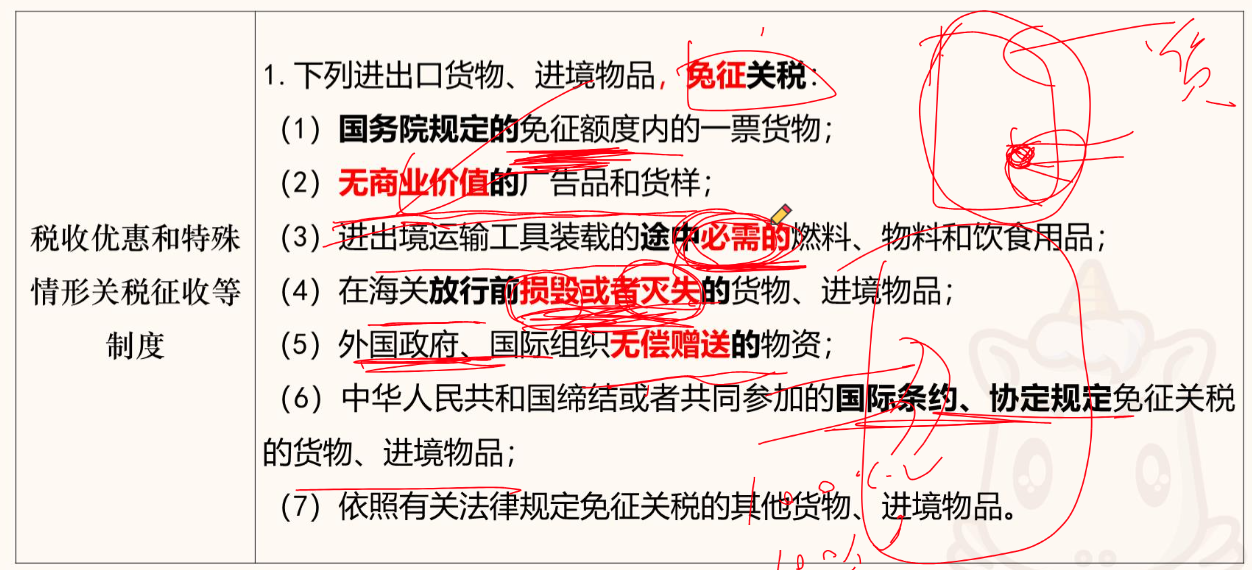 税收优惠和特殊
情形关税征收等
制度
1.下列进出口货物、进境物品，免征关税：
（1）国务院规定的免征额度内的一票货物；
（2）无商业价值的广告品和货样；
（3）进出境运输工具装载的途中必需的燃料、物料和饮食用品；
（4）在海关放行前损毁或者灭失的货物、进境物品；
（5）外国政府、国际组织无偿赠送的物资；
（6）中华人民共和国缔结或者共同参加的国际条约、协定规定免征关税
的货物、进境物品；
（7）依照有关法律规定免征关税的其他货物、进境物品。